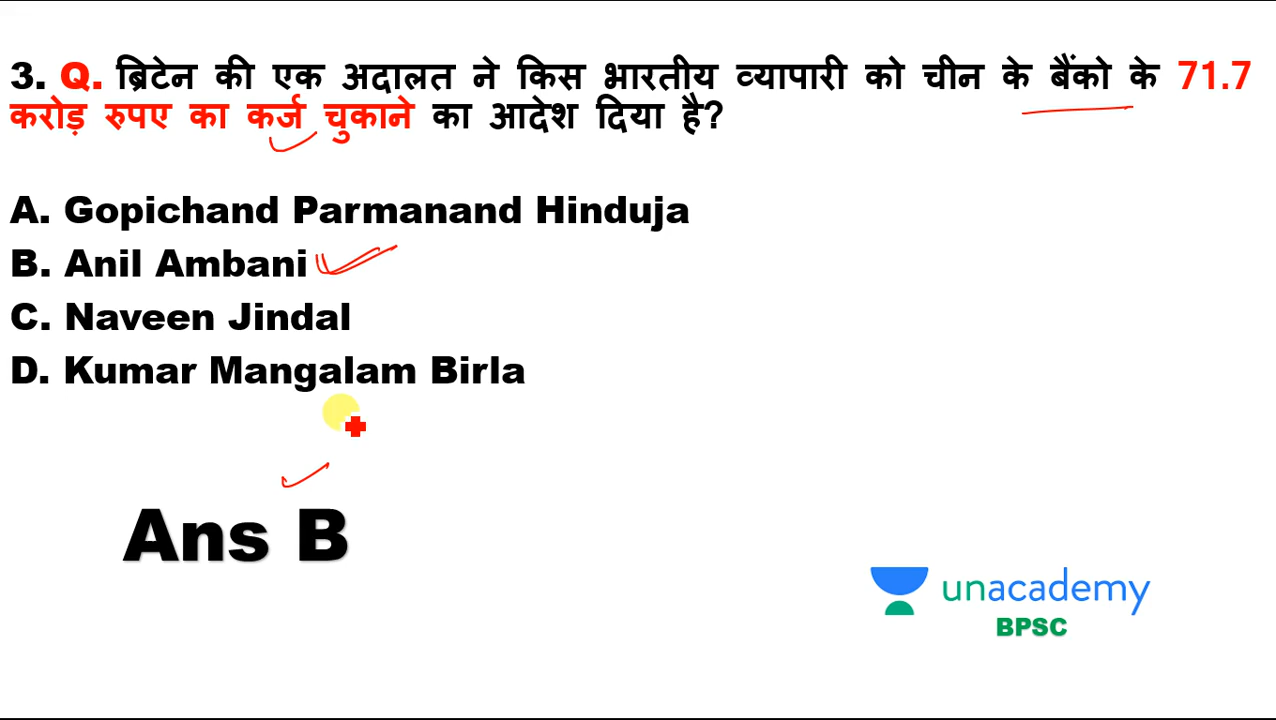 3. Q. ब्रिटेन की एक अदालत ने किस भारतीय व्यापारी को चीन के बैंको के 71.7
करोड़ रुपए का कर्ज चुकाने का आदेश दिया है?
A. Gopichand Parmanand Hinduja
B. Anil Ambani
C. Naveen Jindal
D. Kumar Mangalam Birla
Ans B
unacademy
BPSC